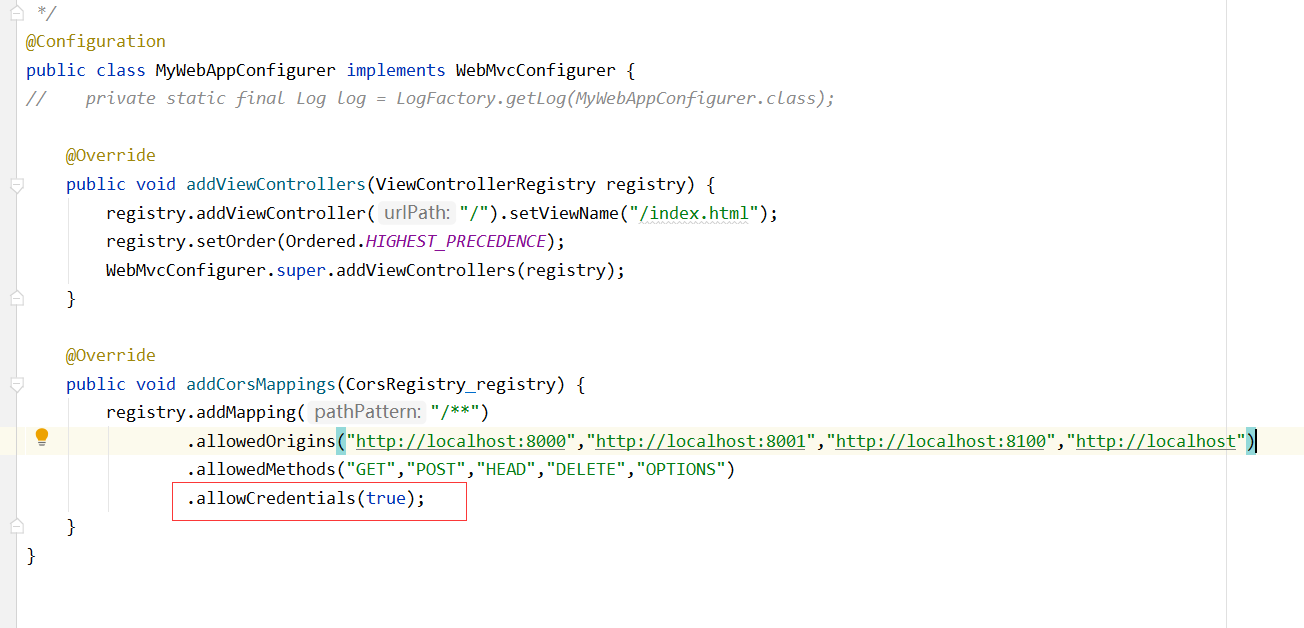 */
@Configuration
public class MyWebAppConfigurer implements WebMvcConfigurer {
//    private static final Log log = LogFactory.getLog(MyWebAppConfigurer.class);
@Override
public void addViewControllers(ViewControllerRegistry registry) {
registry.addViewController( urlPath: "/").setViewName("/index.html");
registry.setOrder(Ordered.HIGHEST_PRECEDENCE);
WebMvcConfigurer.super.addViewControllers(registry);
}
@Override
public void addCorsMappings(CorsRegistry registry) {
registry.addMapping( pathPattern: "/**")
.allowedOrigins("http://localhost:8000","http://localhost:8001","http://localhost:8100","http://localhost")
.allowedMethods("GET","POST","HEAD","DELETE","OPTIONS")
.allowCredentials(true);
}
}